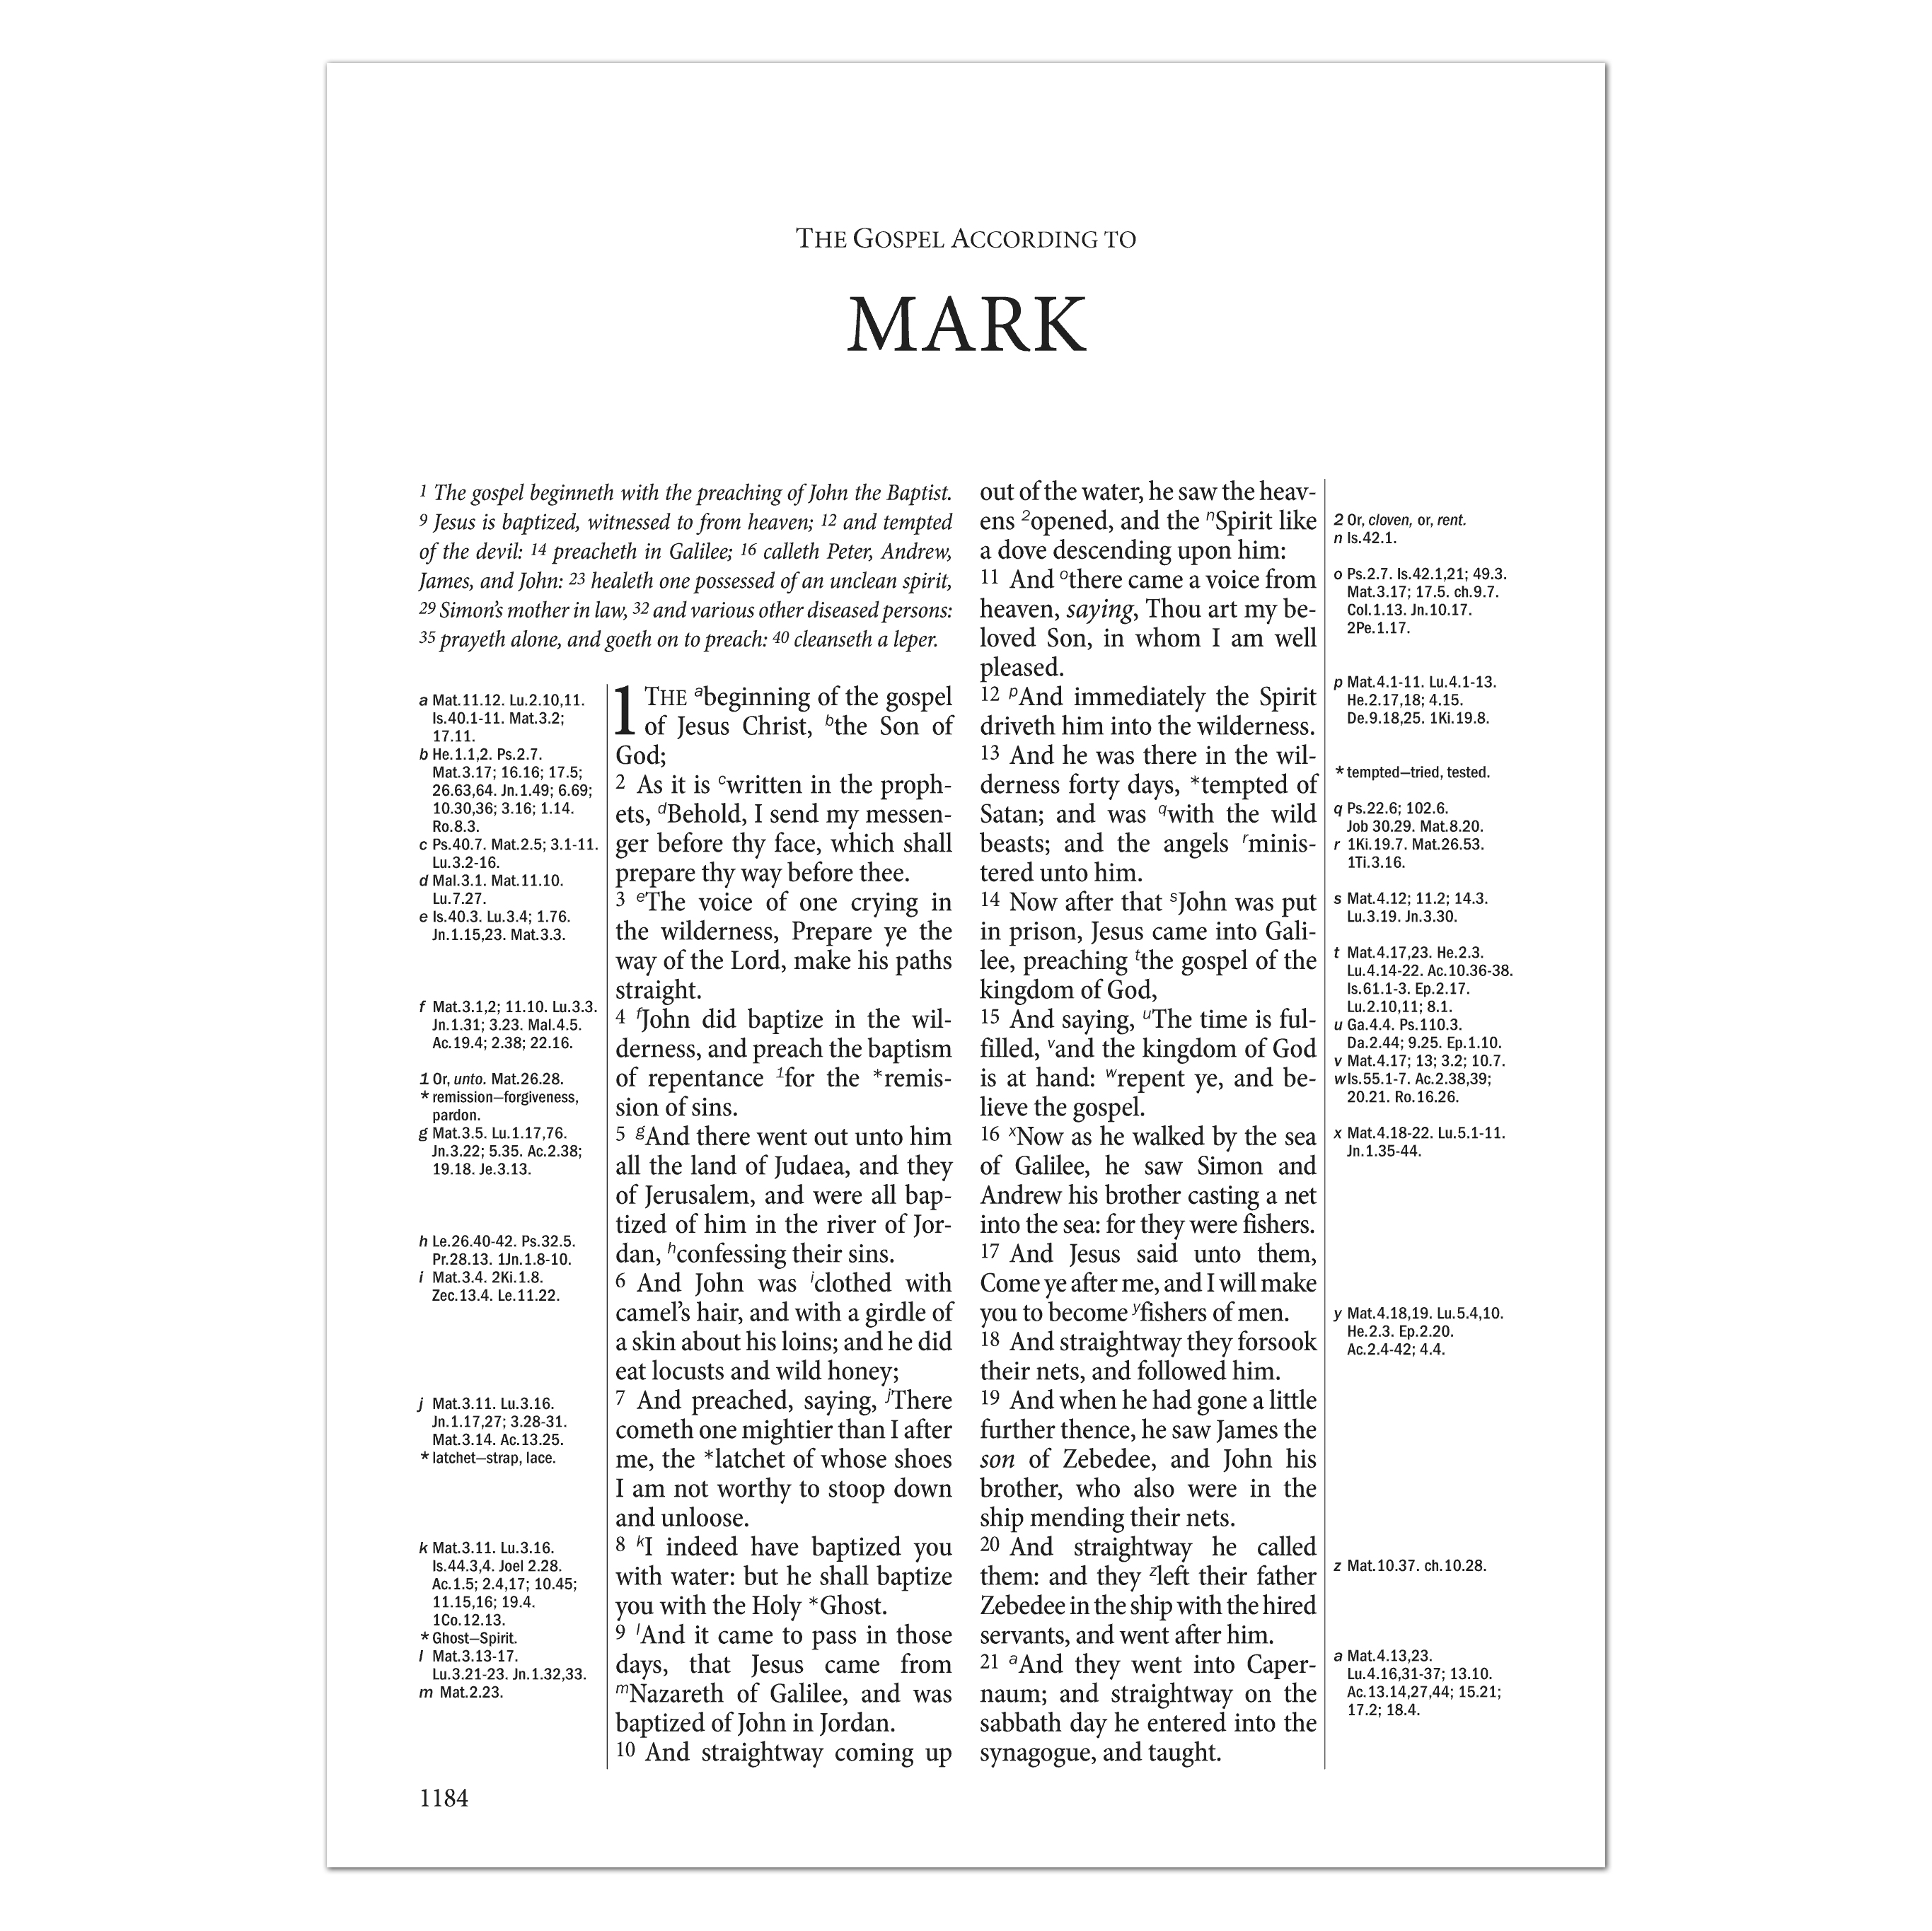 THE GOSPEL ACCORDING TO
MARK
1 The gospel beginneth with the preaching of John the Baptist.
9 Jesus is baptized, witnessed to from heaven; 12 and tempted
of the devil: 14 preacheth in Galilee; 16 calleth Peter, Andrew,
James, and John: 23 healeth one possessed of an unclean spirit,
29 Simon's mother in law, 32 and various other diseased persons:
35 prayeth alone, and goeth on to preach: 40 cleanseth a leper.
a Mat.11.12. Lu.2.10,11.
Is.40.1-11. Mat.3.2;
17.11.
b He.1.1,2. Ps.2.7.
Mat.3.17; 16.16; 17.5;
26.63,64. Jn.1.49; 6.69;
10.30,36; 3.16; 1.14.
Ro.8.3.
c Ps.40.7. Mat.2.5; 3.1-11.
Lu.3.2-16.
d Mal.3.1. Mat.11.10.
Lu.7.27.
e Is.40.3. Lu.3.4; 1.76.
Jn.1.15,23. Mat.3.3.
f Mat.3.1,2; 11.10. Lu.3.3.
Jn.1.31; 3.23. Mal.4.5.
Ac.19.4; 2.38; 22.16.
1 Or, unto. Mat.26.28.
* remission—forgiveness,
pardon.
g Mat.3.5. Lu.1.17,76.
Jn.3.22; 5.35. Ac.2.38;
19.18. Je.3.13.
h Le.26.40-42. Ps.32.5.
Pr.28.13. 1Jn.1.8-10.
i Mat.3.4. 2Ki.1.8.
Zec.13.4. Le.11.22.
j Mat.3.11. Lu.3.16.
Jn.1.17,27; 3.28-31.
Mat.3.14. Ac.13.25.
* latchet—strap, lace.
k Mat.3.11. Lu.3.16.
Is.44.3,4. Joel 2.28.
Ac.1.5; 2.4,17; 10.45;
11.15,16; 19.4.
1Co.12.13.
* Ghost—Spirit.
l Mat.3.13-17.
Lu.3.21-23. Jn.1.32,33.
m Mat.2.23.
1 THE a beginning of the gospel
of Jesus Christ, b the Son of
God;
2 As it is c written in the proph-
ets, d Behold, I send my messen-
ger before thy face, which shall
prepare thy way before thee.
3 e The voice of one crying in
the wilderness, Prepare ye the
way of the Lord, make his paths
straight.
4 f John did baptize in the wil-
derness, and preach the baptism
of repentance 1 for the *remis-
sion of sins.
5 g And there went out unto him
all the land of Judaea, and they
of Jerusalem, and were all bap-
tized of him in the river of Jor-
dan, h confessing their sins.
6 And John was i clothed with
camel's hair, and with a girdle of
a skin about his loins; and he did
eat locusts and wild honey;
7 And preached, saying, j There
cometh one mightier than I after
me, the *latchet of whose shoes
I am not worthy to stoop down
and unloose.
8 k I indeed have baptized you
with water: but he shall baptize
you with the Holy *Ghost.
9 l And it came to pass in those
days, that Jesus came from
m Nazareth of Galilee, and was
baptized of John in Jordan.
10 And straightway coming up
out of the water, he saw the heav-
ens 2 opened, and the n Spirit like
a dove descending upon him:
11 And o there came a voice from
heaven, saying, Thou art my be-
loved Son, in whom I am well
pleased.
12 p And immediately the Spirit
driveth him into the wilderness.
13 And he was there in the wil-
derness forty days, *tempted of
Satan; and was q with the wild
beasts; and the angels r minis-
tered unto him.
14 Now after that s John was put
in prison, Jesus came into Gali-
lee, preaching t the gospel of the
kingdom of God,
15 And saying, u The time is ful-
filled, v and the kingdom of God
is at hand: w repent ye, and be-
lieve the gospel.
16 x Now as he walked by the sea
of Galilee, he saw Simon and
Andrew his brother casting a net
into the sea: for they were fishers.
17 And Jesus said unto them,
Come ye after me, and I will make
you to become y fishers of men.
18 And straightway they forsook
their nets, and followed him.
19 And when he had gone a little
further thence, he saw James the
son of Zebedee, and John his
brother, who also were in the
ship mending their nets.
20 And straightway he called
them: and they z left their father
Zebedee in the ship with the hired
servants, and went after him.
21 a And they went into Caper-
naum; and straightway on the
sabbath day he entered into the
synagogue, and taught.
2 Or, cloven, or, rent.
n Is.42.1.
o Ps.2.7. Is.42.1,21; 49.3.
Mat.3.17; 17.5. ch.9.7.
Col.1.13. Jn.10.17.
2Pe.1.17.
p Mat.4.1-11. Lu.4.1-13.
He.2.17,18; 4.15.
De.9.18,25. 1Ki.19.8.
* tempted—tried, tested.
q Ps.22.6; 102.6.
Job 30.29. Mat.8.20.
r 1Ki.19.7. Mat.26.53.
1Ti.3.16.
s Mat.4.12; 11.2; 14.3.
Lu.3.19. Jn.3.30.
t Mat.4.17,23. He.2.3.
Lu.4.14-22. Ac.10.36-38.
Is.61.1-3. Ep.2.17.
Lu.2.10,11; 8.1.
u Ga.4.4. Ps.110.3.
Da.2.44; 9.25. Ep.1.10.
v Mat.4.17; 13; 3.2; 10.7.
w Is.55.1-7. Ac.2.38,39;
20.21. Ro.16.26.
x Mat.4.18-22. Lu.5.1-11.
Jn.1.35-44.
y Mat.4.18,19. Lu.5.4,10.
He.2.3. Ep.2.20.
Ac.2.4-42; 4.4.
z Mat.10.37. ch.10.28.
a Mat.4.13,23.
Lu.4.16,31-37; 13.10.
Ac.13.14,27,44; 15.21;
17.2; 18.4.
1184